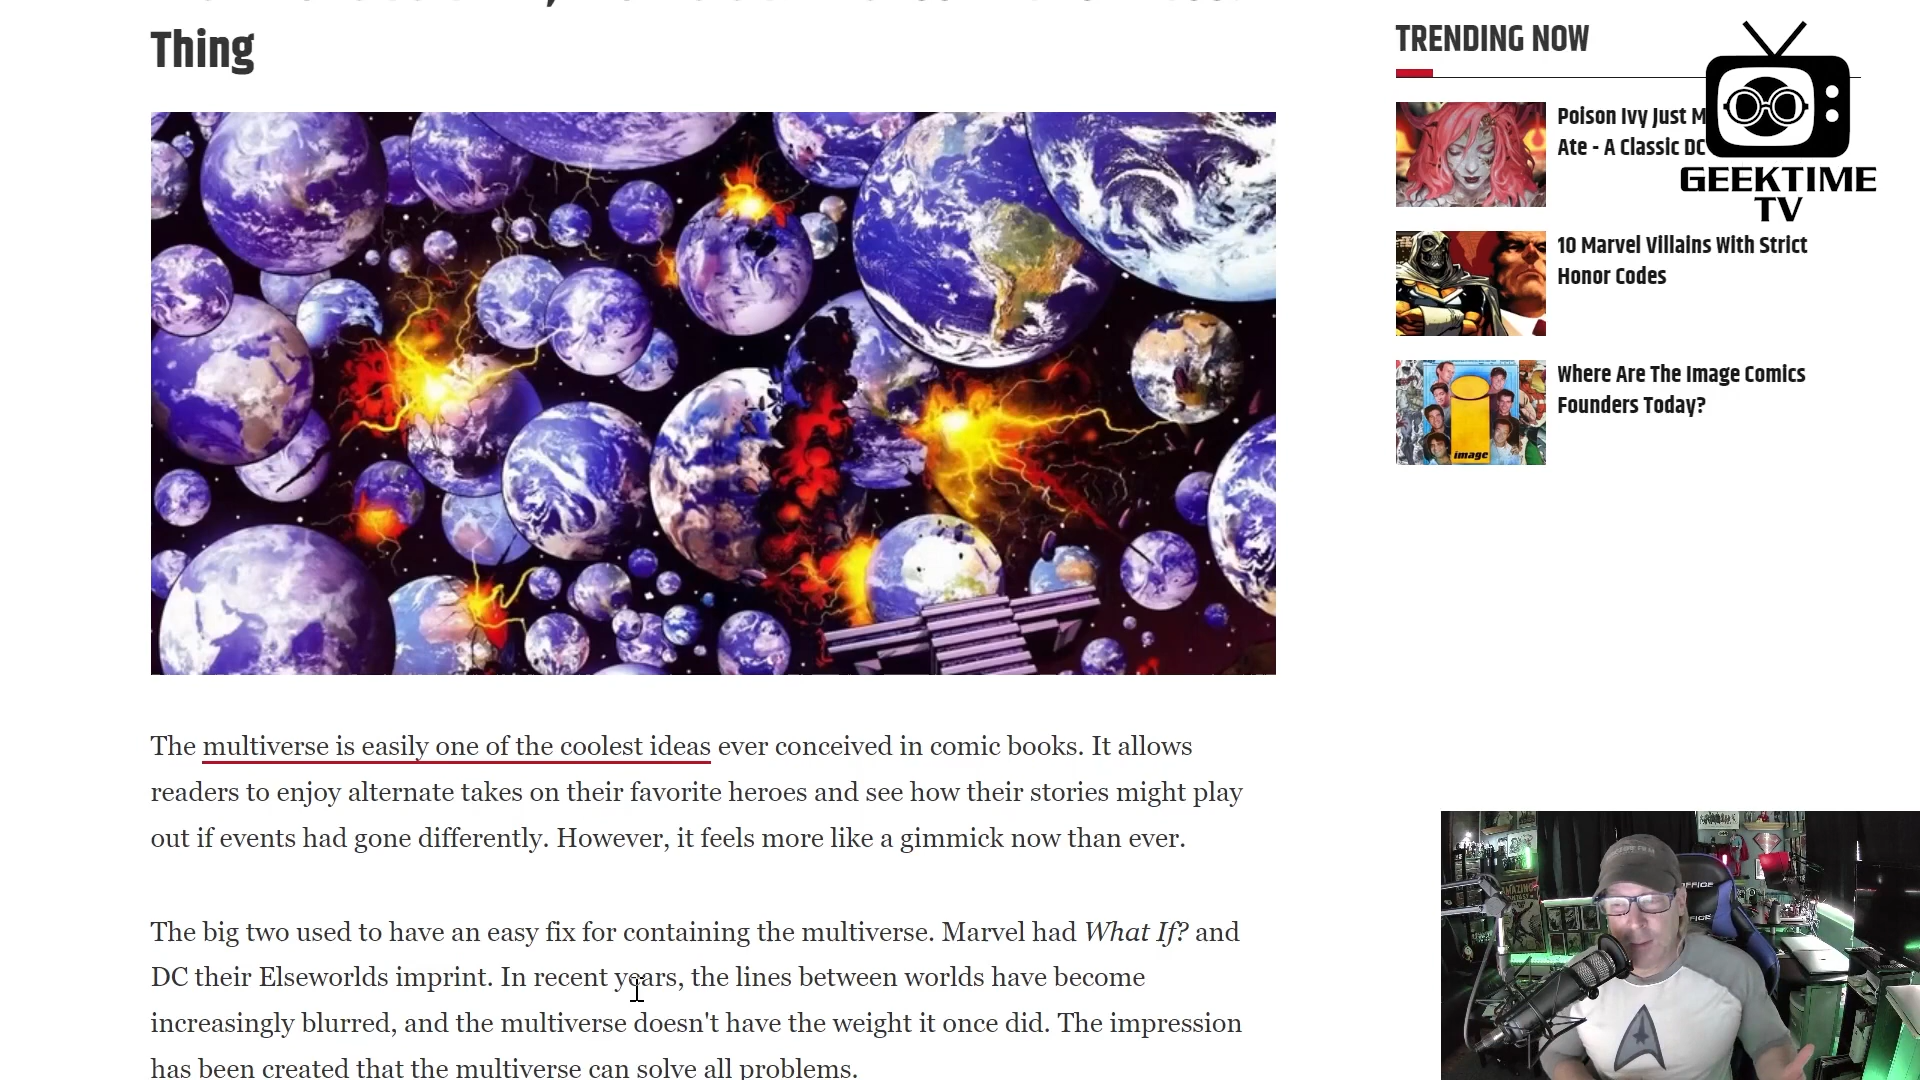 Thing
TRENDING NOW
Poison Ivy Just M
Ate - A Classic DC
GEEKTIME
TV
10 Marvel Villains With Strict
Honor Codes
Where Are The Image Comics
Founders Today?
image
The multiverse is easily one of the coolest ideas ever conceived in comic books. It allows
readers to enjoy alternate takes on their favorite heroes and see how their stories might play
out if events had gone differently. However, it feels more like a gimmick now than ever.
The big two used to have an easy fix for containing the multiverse. Marvel had What If? and
DC their Elseworlds imprint. In recent years, the lines between worlds have become
increasingly blurred, and the multiverse doesn't have the weight it once did. The impression
has been created that the multiverse can solve all problems.
AMAZING
OFFICE
OFFICE